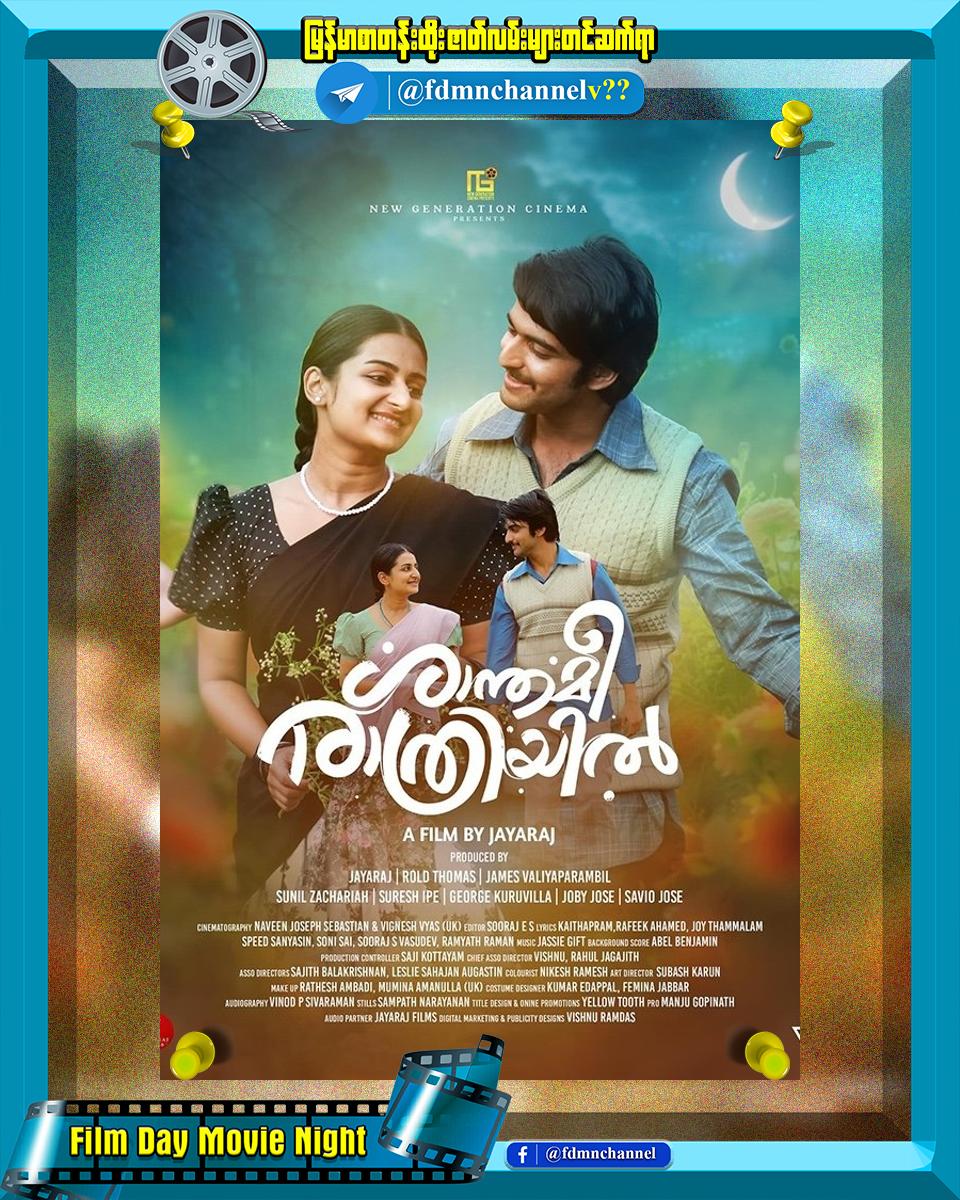 မြန်မာစာတန်းထိုးဇာတ်လမ်းများတင်ဆက်ရာ
@fdmnchannelv??
NEW GENERATION CINEMA
PRESENTS
ശാന്തമീ
രാത്രിയിൽ
A FILM BY JAYARAJ
PRODUCED BY
JAYARAJ | ROLD THOMAS | JAMES VALIYAPARAMBIL
SUNIL ZACHARIAH | SURESH IPE | GEORGE KURUVILLA | JOBY JOSE | SAVIO JOSE
CINEMATOGRAPHY NAVEEN JOSEPH SEBASTIAN & VIGNESH VYAS (UK) EDITOR SOORAJ E S LYRICS KAITHAPRAM,RAFEEK AHAMED, JOY THAMMALAM
SPEED SANYASIN, SONI SAI, SOORAJ S VASUDEV, RAMYATH RAMAN MUSIC JASSIE GIFT BACKGROUND SCORE ABEL BENJAMIN
PRODUCTION CONTROLLER SAJI KOTTAYAM CHIEF ASSO DIRECTOR VISHNU, RAHUL JAGAJITH
ASSO DIRECTORS SAJITH BALAKRISHNAN, LESLIE SAHAJAN AUGASTIN COLOURIST NIKESH RAMESH ART DIRECTOR SUBASH KARUN
MAKE UP RATHESH AMBADI, MUMINA AMANULLA (UK) COSTUME DESIGNER KUMAR EDAPPAL, FEMINA JABBAR
AUDIOGRAPHY VINOD P SIVARAMAN STILLS SAMPATH NARAYANAN TITLE DESIGN & ONINE PROMOTIONS YELLOW TOOTH PRO MANJU GOPINATH
AUDIO PARTNER JAYARAJ FILMS DIGITAL MARKETING & PUBLICITY DESIGNS VISHNU RAMDAS
Film Day Movie Night
@fdmnchannel